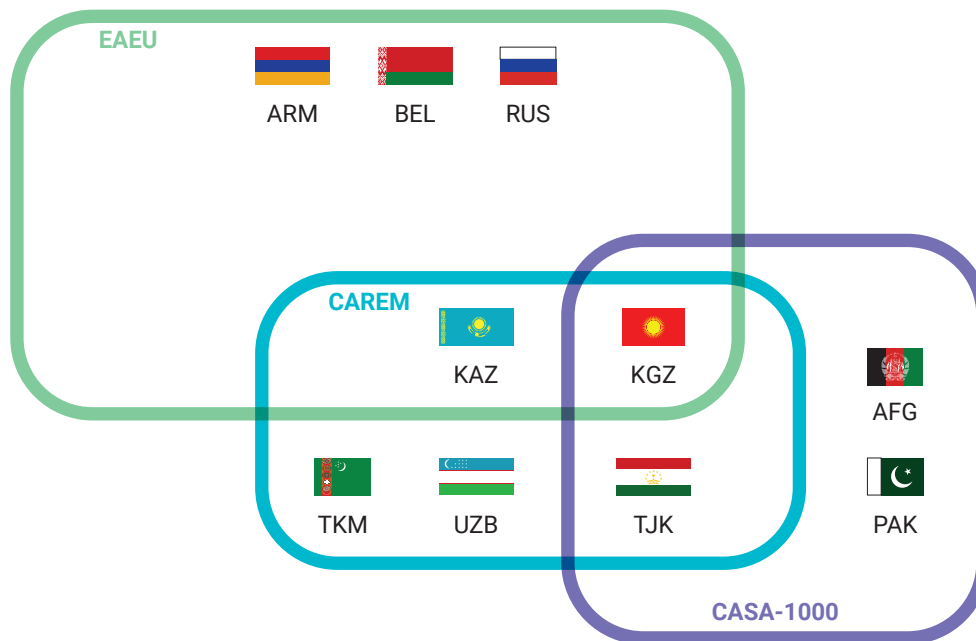 EAEU
ARM BEL RUS
CAREM
KAZ KGZ
AFG
TKM UZB TJK PAK
CASA-1000